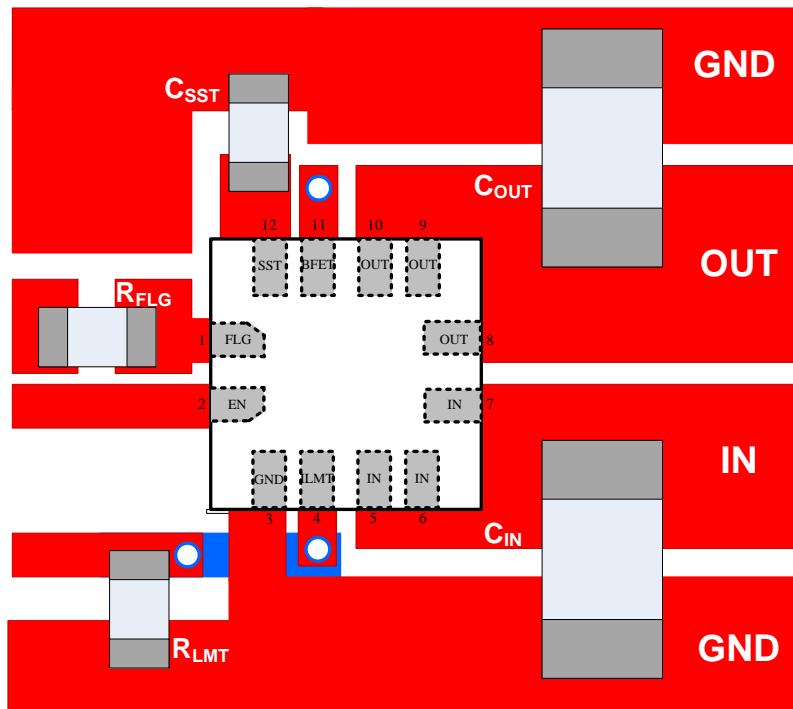 GND
CSST
COUT
12 11 10 9
SST BFET OUT OUT
OUT
RFLG
1 FLG OUT 8
2 EN IN 7
IN
GND ILMT IN IN
3 4 5 6
CIN
RLMT
GND